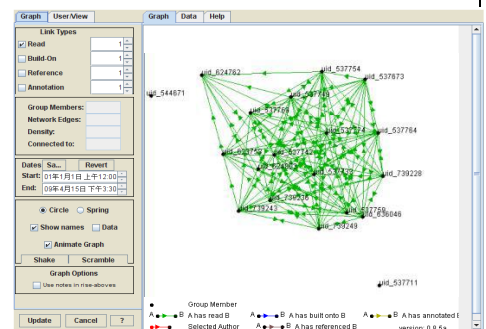 Graph User/View
Link Types
Read 1
Build-On 1
Reference 1
Annotation 1
Group Members:
Network Edges:
Density:
Connected to:
Dates Sa... Revert
Start: 01年1月1日 上午12:00
End: 09年4月15日 下午3:30
Circle Spring
Show names Data
Animate Graph
Shake Scramble
Graph Options
Use notes in rise-aboves
Update Cancel ?
Graph Data Help
uid_537754
uid_624762
uid_537673
uid_544671
uid_537769
uid_537764
uid_739228
uid_739243
uid_636046
uid_739249
uid_537711
Group Member
A B A has read B A B A has built onto B A B A has annotated B
Selected Author A B A has referenced B version: 0.9.5a